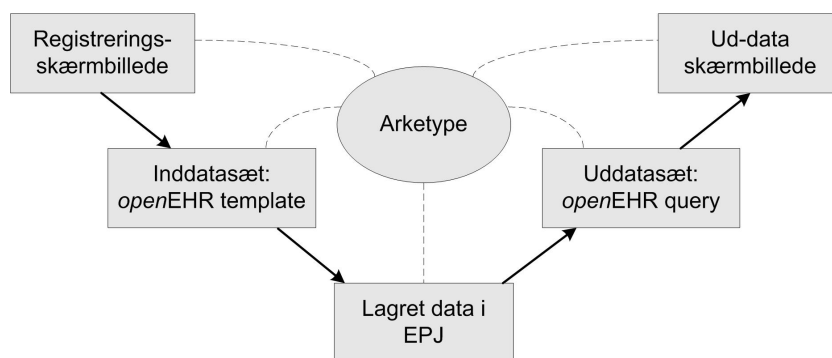 Registrerings-
skærmbillede
Ud-data
skærmbillede
Arketype
Inddatasæt:
openEHR template
Uddatasæt:
openEHR query
Lagret data i
EPJ